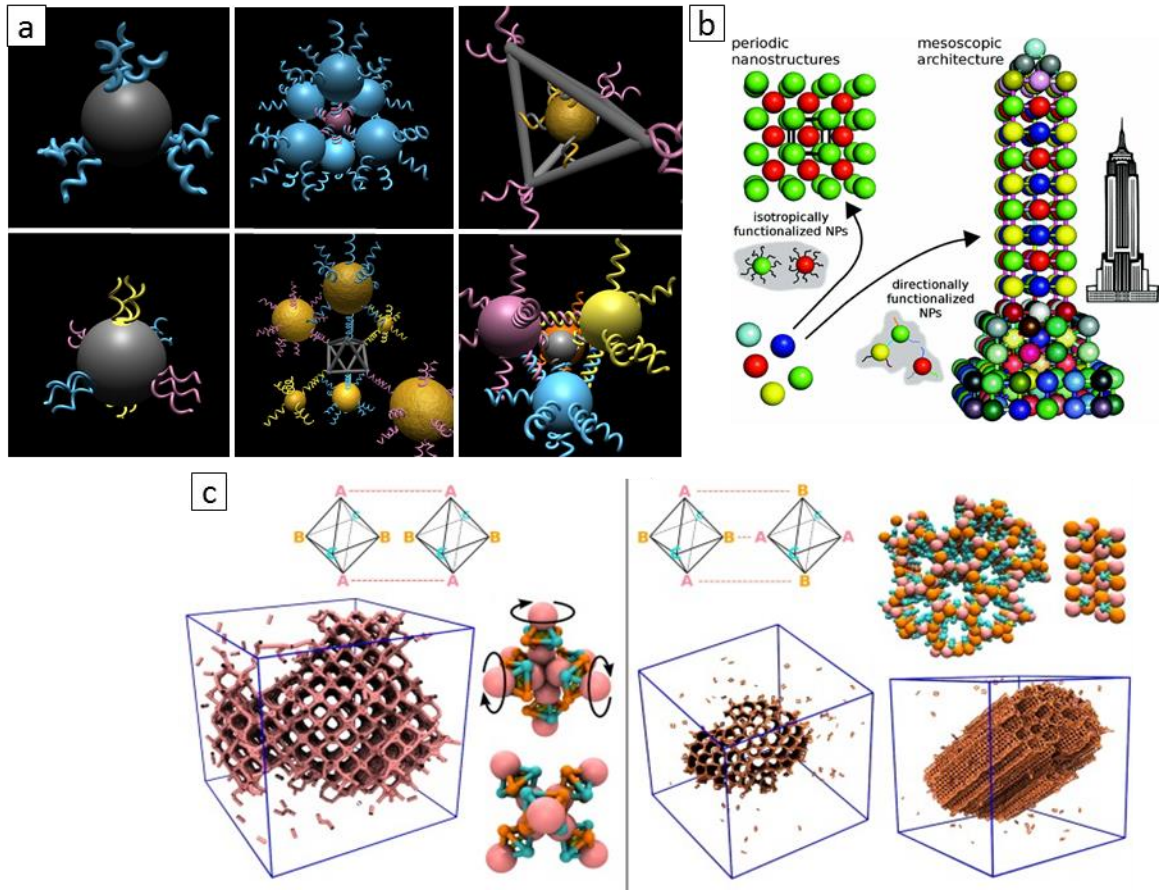 a
b
periodic
nanostructures
mesoscopic
architecture
isotropically
functionalized NPs
directionally
functionalized
NPs
c
A A
B B B B
A A
A B
B B A A
A B